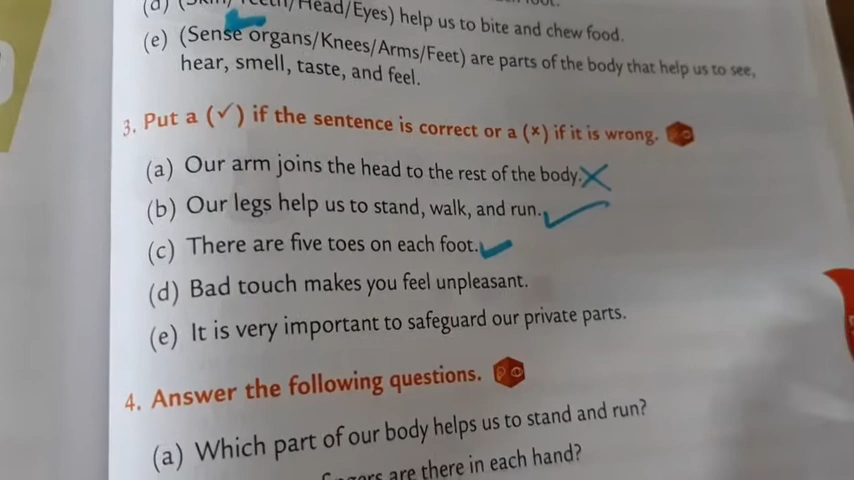 (d) (Skin/Teeth/Head/Eyes) help us to bite and chew food.
(e) (Sense organs/Knees/Arms/Feet) are parts of the body that help us to see,
hear, smell, taste, and feel.
3. Put a (✓) if the sentence is correct or a (×) if it is wrong.
(a) Our arm joins the head to the rest of the body. ✗
(b) Our legs help us to stand, walk, and run. ✓
(c) There are five toes on each foot. ✓
(d) Bad touch makes you feel unpleasant.
(e) It is very important to safeguard our private parts.
4. Answer the following questions.
(a) Which part of our body helps us to stand and run?
fingers are there in each hand?